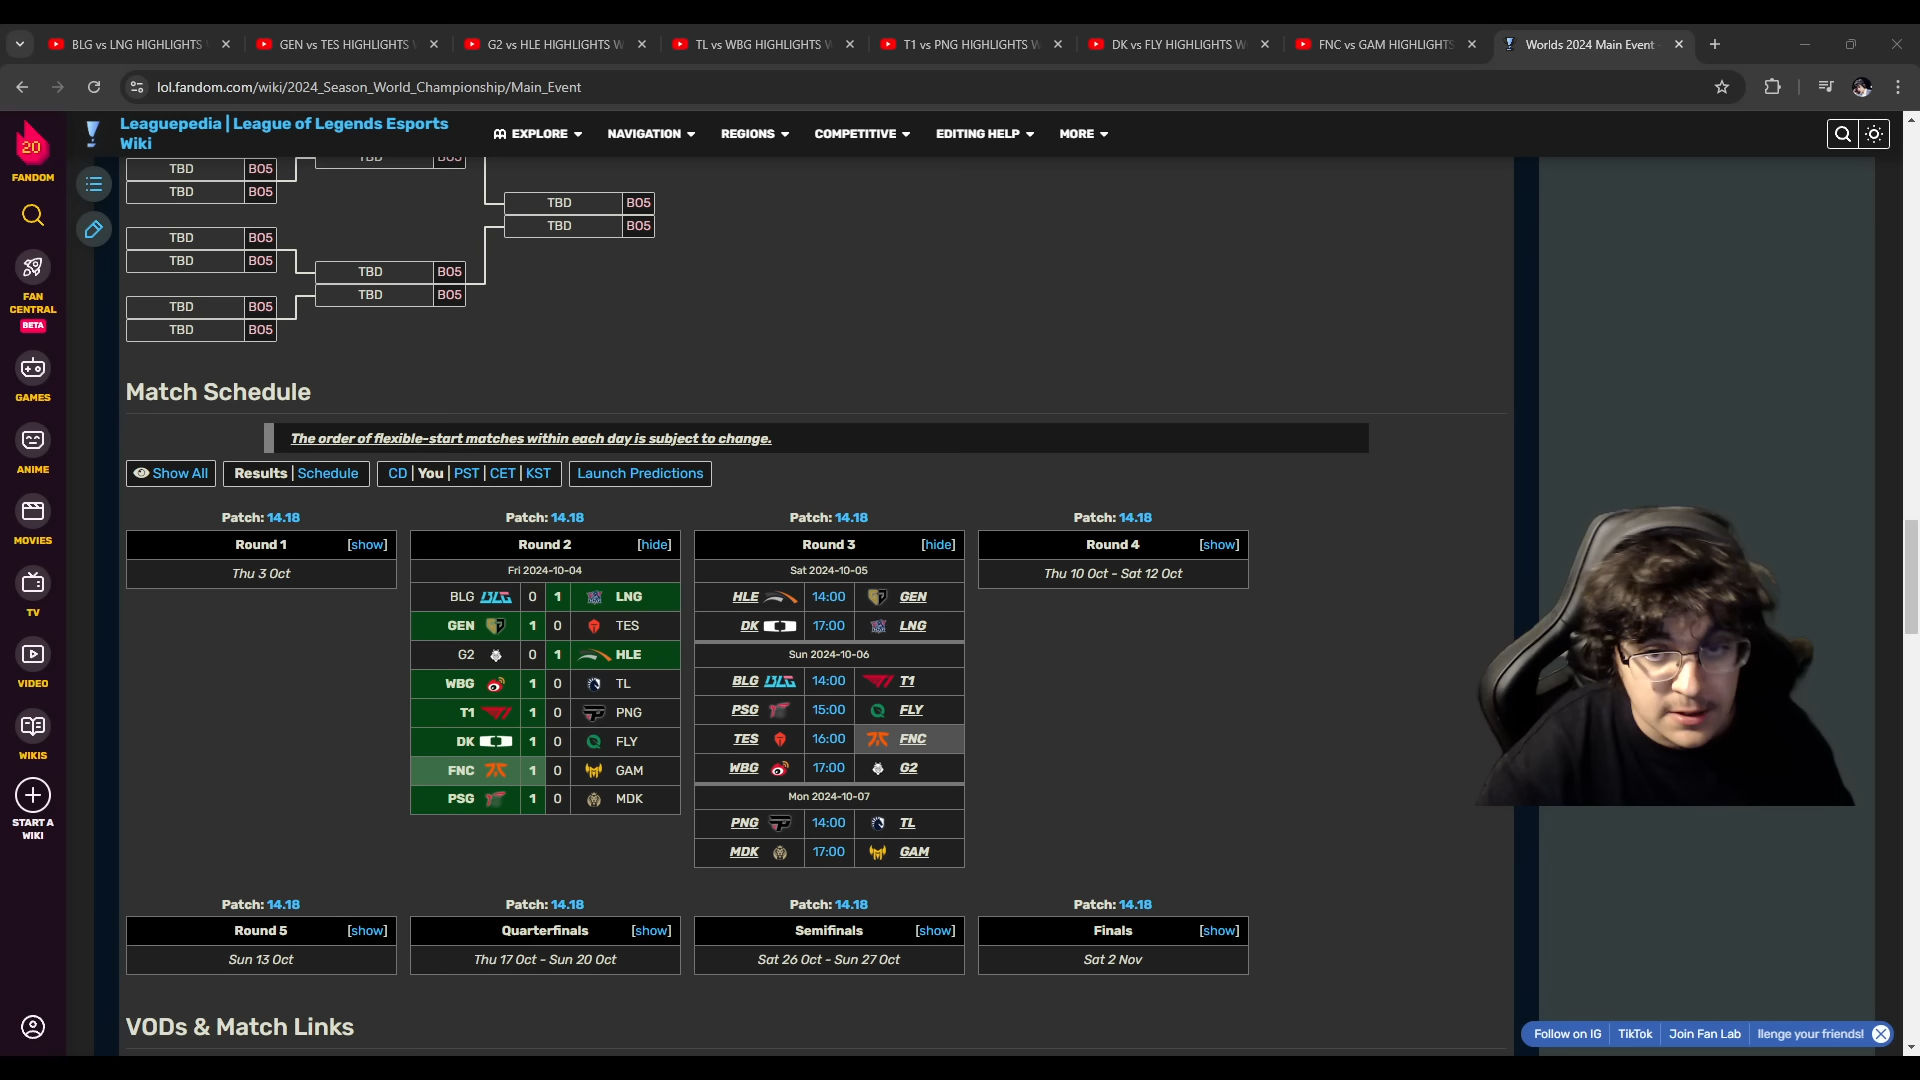 BLG vs LNG HIGHLIGHTS
GEN vs TES HIGHLIGHTS
G2 vs HLE HIGHLIGHTS W
TL vs WBG HIGHLIGHTS
T1 vs PNG HIGHLIGHTS W
DK vs FLY HIGHLIGHTS W
FNC vs GAM HIGHLIGHTS
Worlds 2024 Main Event
lol.fandom.com/wiki/2024_Season_World_Championship/Main_Event
20
FANDOM
FAN CENTRAL
BETA
GAMES
ANIME
MOVIES
TV
VIDEO
WIKIS
START A WIKI
Leaguepedia | League of Legends Esports
Wiki
EXPLORE NAVIGATION REGIONS COMPETITIVE EDITING HELP MORE
TBD BO5
TBD BO5
TBD BO5
TBD BO5
TBD BO5
TBD BO5
TBD BO5
TBD BO5
TBD BO5
TBD BO5
TBD BO5
Match Schedule
The order of flexible-start matches within each day is subject to change.
Show All Results | Schedule CD | You | PST | CET | KST Launch Predictions
Patch: 14.18
Round 1 [show]
Thu 3 Oct
Patch: 14.18
Round 2 [hide]
Fri 2024-10-04
BLG BLG 0 1 LNG
GEN 1 0 TES
G2 0 1 HLE
WBG 1 0 TL
T1 1 0 PNG
DK 1 0 FLY
FNC 1 0 GAM
PSG 1 0 MDK
Patch: 14.18
Round 3 [hide]
Sat 2024-10-05
HLE 14:00 GEN
DK 17:00 LNG
Sun 2024-10-06
BLG BLG 14:00 T1
PSG 15:00 FLY
TES 16:00 FNC
WBG 17:00 G2
Mon 2024-10-07
PNG 14:00 TL
MDK 17:00 GAM
Patch: 14.18
Round 4 [show]
Thu 10 Oct - Sat 12 Oct
Patch: 14.18
Round 5 [show]
Sun 13 Oct
Patch: 14.18
Quarterfinals [show]
Thu 17 Oct - Sun 20 Oct
Patch: 14.18
Semifinals [show]
Sat 26 Oct - Sun 27 Oct
Patch: 14.18
Finals [show]
Sat 2 Nov
VODs & Match Links
Follow on IG TikTok Join Fan Lab llenge your friends!